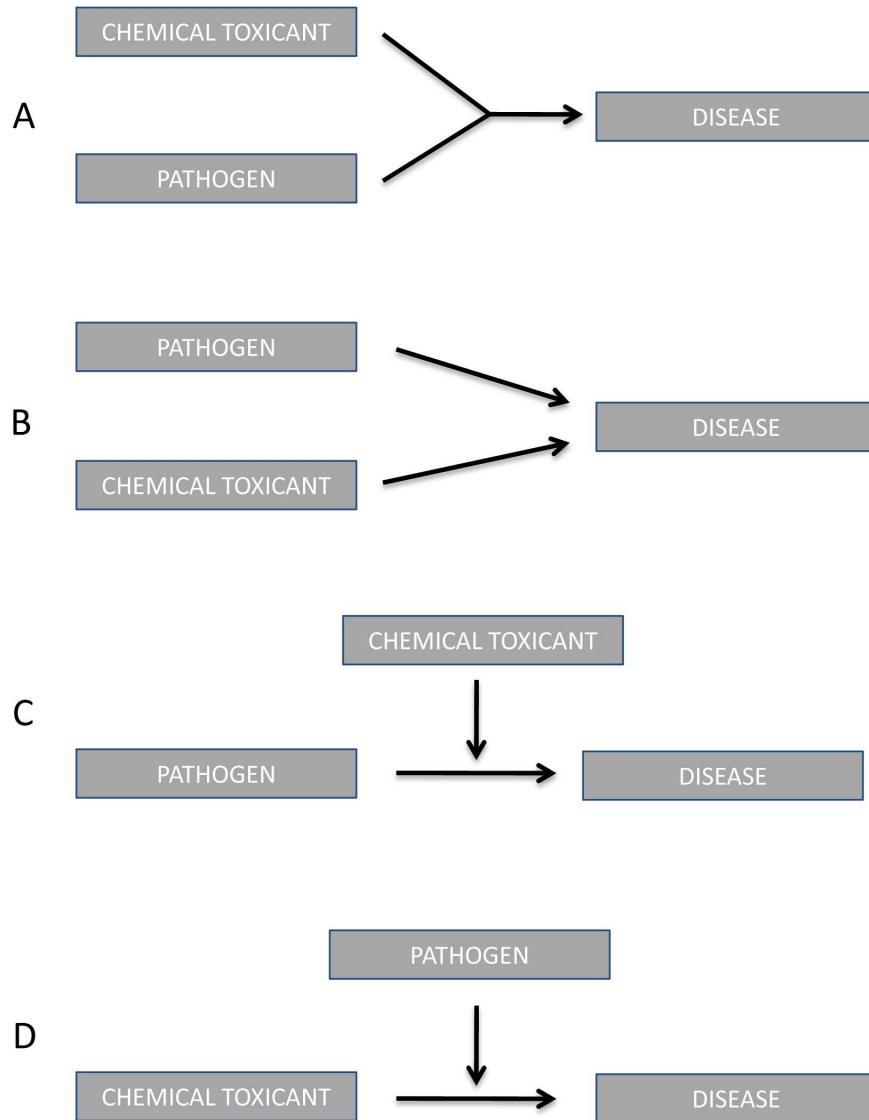 CHEMICAL TOXICANT
A
DISEASE
PATHOGEN
PATHOGEN
B
DISEASE
CHEMICAL TOXICANT
CHEMICAL TOXICANT
C
PATHOGEN
DISEASE
PATHOGEN
D
CHEMICAL TOXICANT
DISEASE